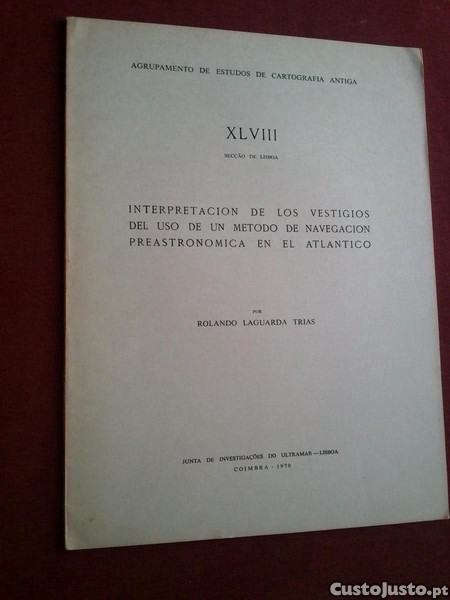 AGRUPAMENTO DE ESTUDOS DE CARTOGRAFIA ANTIGA
XLVIII
SECÇÃO DE LISBOA
INTERPRETACION DE LOS VESTIGIOS
DEL USO DE UN METODO DE NAVEGACION
PREASTRONOMICA EN EL ATLANTICO
POR
ROLANDO LAGUARDA TRIAS
JUNTA DE INVESTIGAÇÕES DO ULTRAMAR—LISBOA
COIMBRA - 1970
CustoJusto.pt